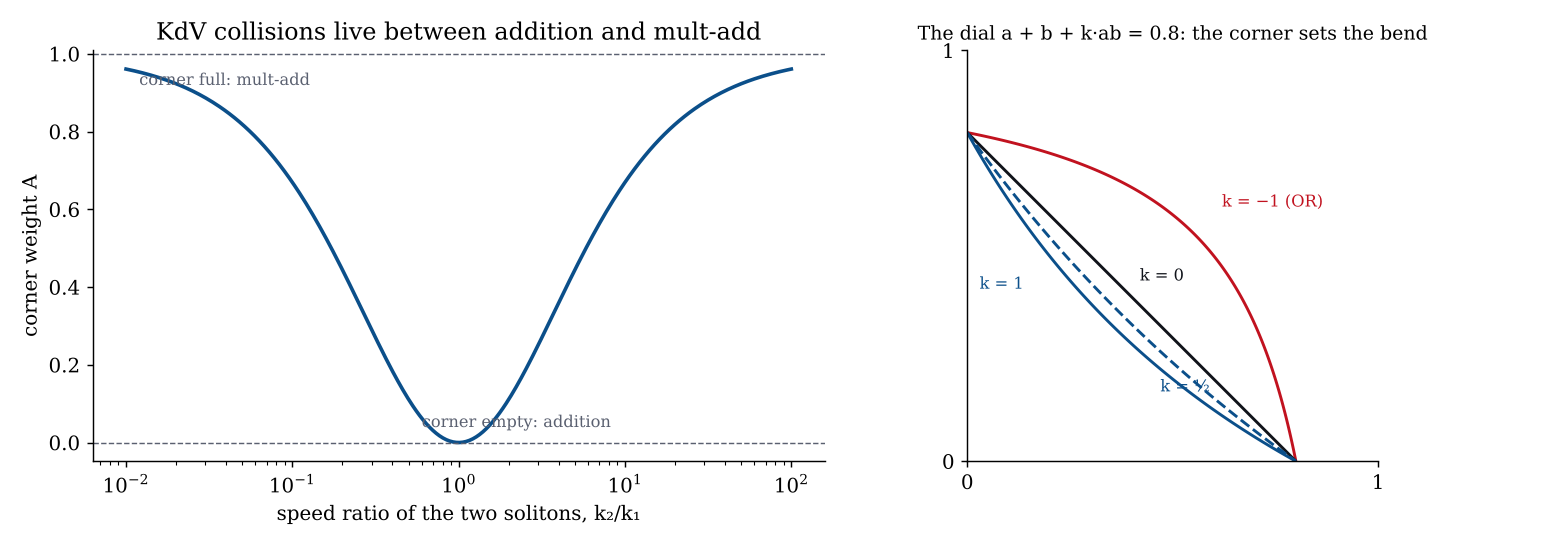 KdV collisions live between addition and mult-add
1.0
corner full: mult-add
0.8
0.6
0.4
0.2
corner empty: addition
0.0
corner weight A
10⁻²
10⁻¹
10⁰
10¹
10²
speed ratio of the two solitons, k₂/k₁
The dial a + b + k·ab = 0.8: the corner sets the bend
1
k = −1 (OR)
k = 0
k = 1
k = ½
0
0
1